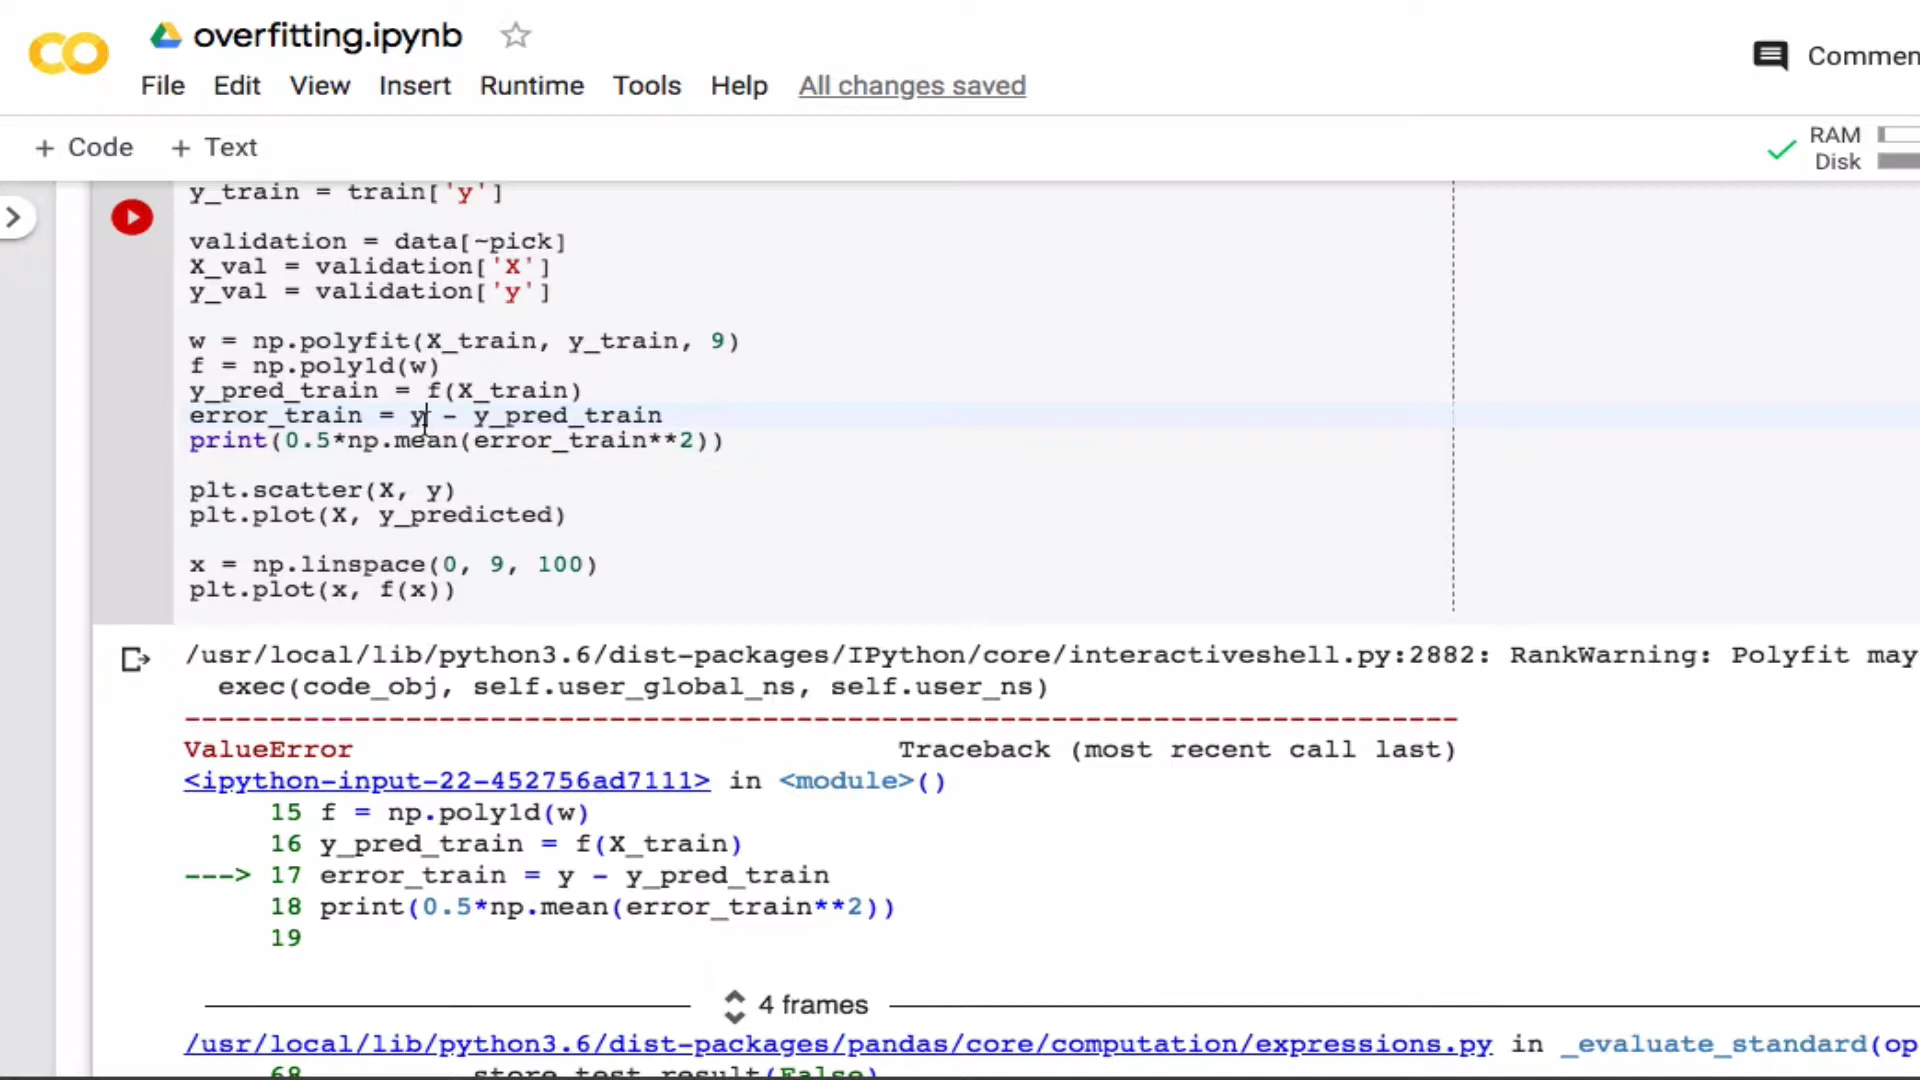 overfitting.ipynb
Commen
File Edit View Insert Runtime Tools Help All changes saved
+ Code + Text
RAM
Disk
y_train = train['y']
validation = data[~pick]
X_val = validation['X']
y_val = validation['y']
w = np.polyfit(X_train, y_train, 9)
f = np.poly1d(w)
y_pred_train = f(X_train)
error_train = y - y_pred_train
print(0.5*np.mean(error_train**2))
plt.scatter(X, y)
plt.plot(X, y_predicted)
x = np.linspace(0, 9, 100)
plt.plot(x, f(x))
/usr/local/lib/python3.6/dist-packages/IPython/core/interactiveshell.py:2882: RankWarning: Polyfit may
exec(code_obj, self.user_global_ns, self.user_ns)
---------------------------------------------------------------------------
ValueError Traceback (most recent call last)
<ipython-input-22-452756ad7111> in <module>()
15 f = np.poly1d(w)
16 y_pred_train = f(X_train)
---> 17 error_train = y - y_pred_train
18 print(0.5*np.mean(error_train**2))
19
4 frames
/usr/local/lib/python3.6/dist-packages/pandas/core/computation/expressions.py in _evaluate_standard(op
68 _store_test_result(False)